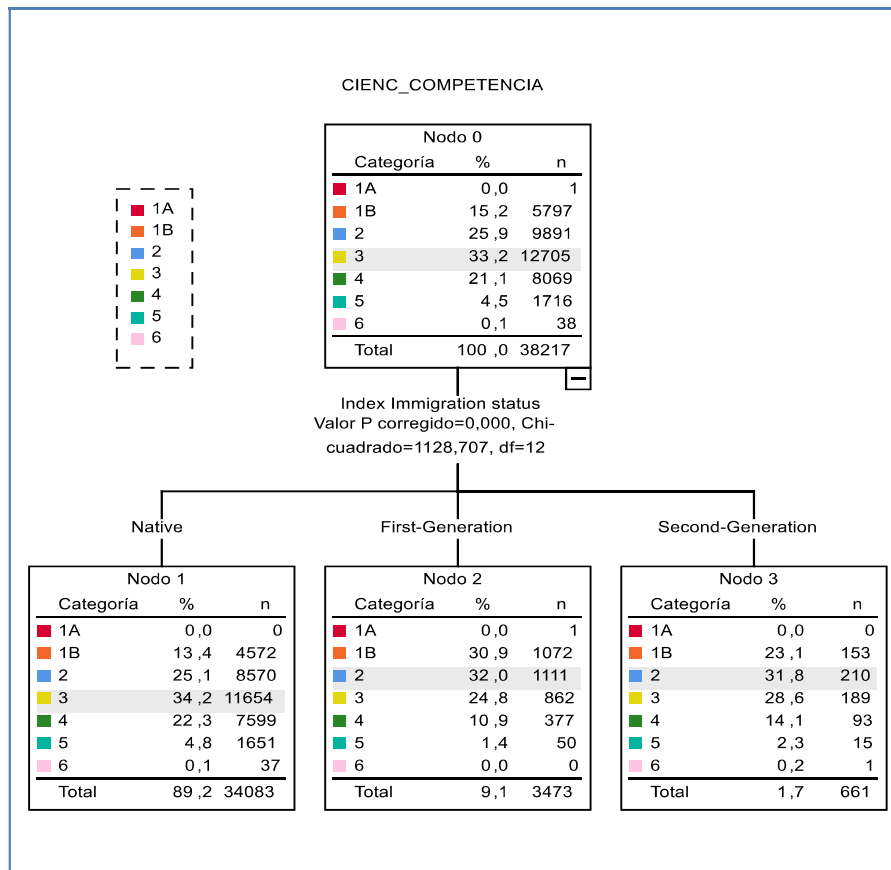 CIENC_COMPETENCIA
Nodo 0
Categoría % n
1A 0,0 1
1B 15,2 5797
2 25,9 9891
3 33,2 12705
4 21,1 8069
5 4,5 1716
6 0,1 38
Total 100,0 38217
1A
1B
2
3
4
5
6
Index Immigration status
Valor P corregido=0,000, Chi-
cuadrado=1128,707, df=12
Native
First-Generation
Second-Generation
Nodo 1
Categoría % n
1A 0,0 0
1B 13,4 4572
2 25,1 8570
3 34,2 11654
4 22,3 7599
5 4,8 1651
6 0,1 37
Total 89,2 34083
Nodo 2
Categoría % n
1A 0,0 1
1B 30,9 1072
2 32,0 1111
3 24,8 862
4 10,9 377
5 1,4 50
6 0,0 0
Total 9,1 3473
Nodo 3
Categoría % n
1A 0,0 0
1B 23,1 153
2 31,8 210
3 28,6 189
4 14,1 93
5 2,3 15
6 0,2 1
Total 1,7 661